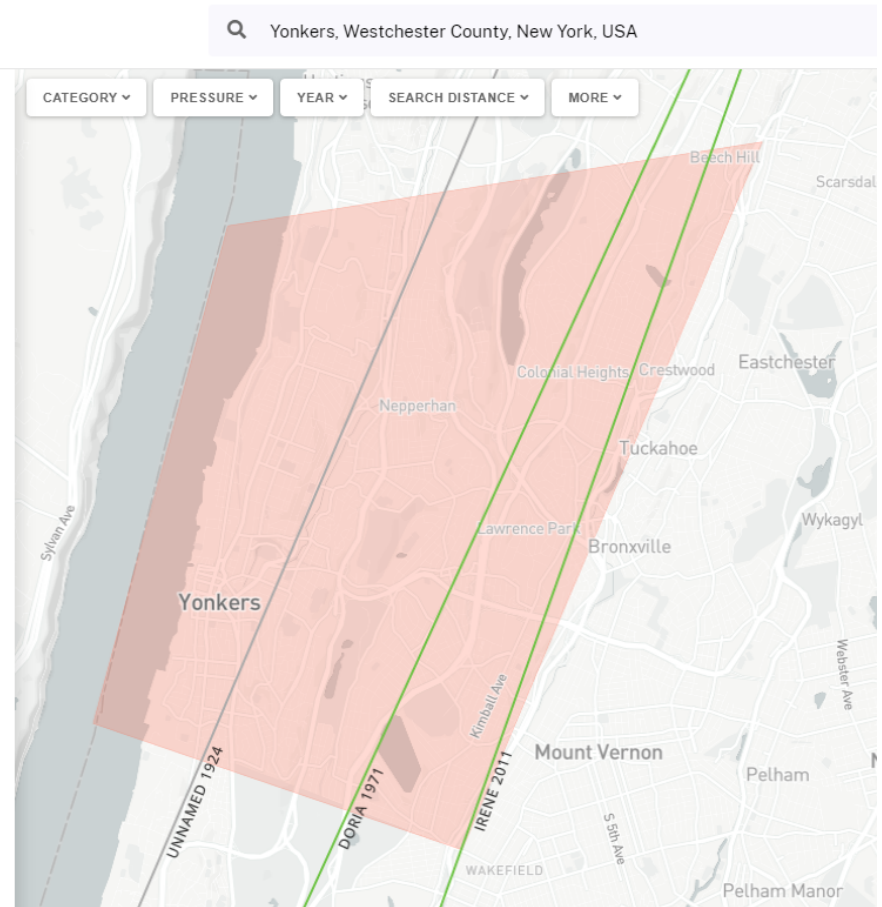 Yonkers, Westchester County, New York, USA
CATEGORY
PRESSURE
YEAR
SEARCH DISTANCE
MORE
Beech Hill
Scarsdal
Colonial Heights
Crestwood
Eastchester
Nepperhan
Tuckahoe
Sylvan Ave
Wykagyl
Lawrence Park
Bronxville
Yonkers
Webster Ave
Kimball Ave
Mount Vernon
UNNAMED 1924
DORIA 1971
IRENE 2011
Pelham
S 5th Ave
WAKEFIELD
Pelham Manor